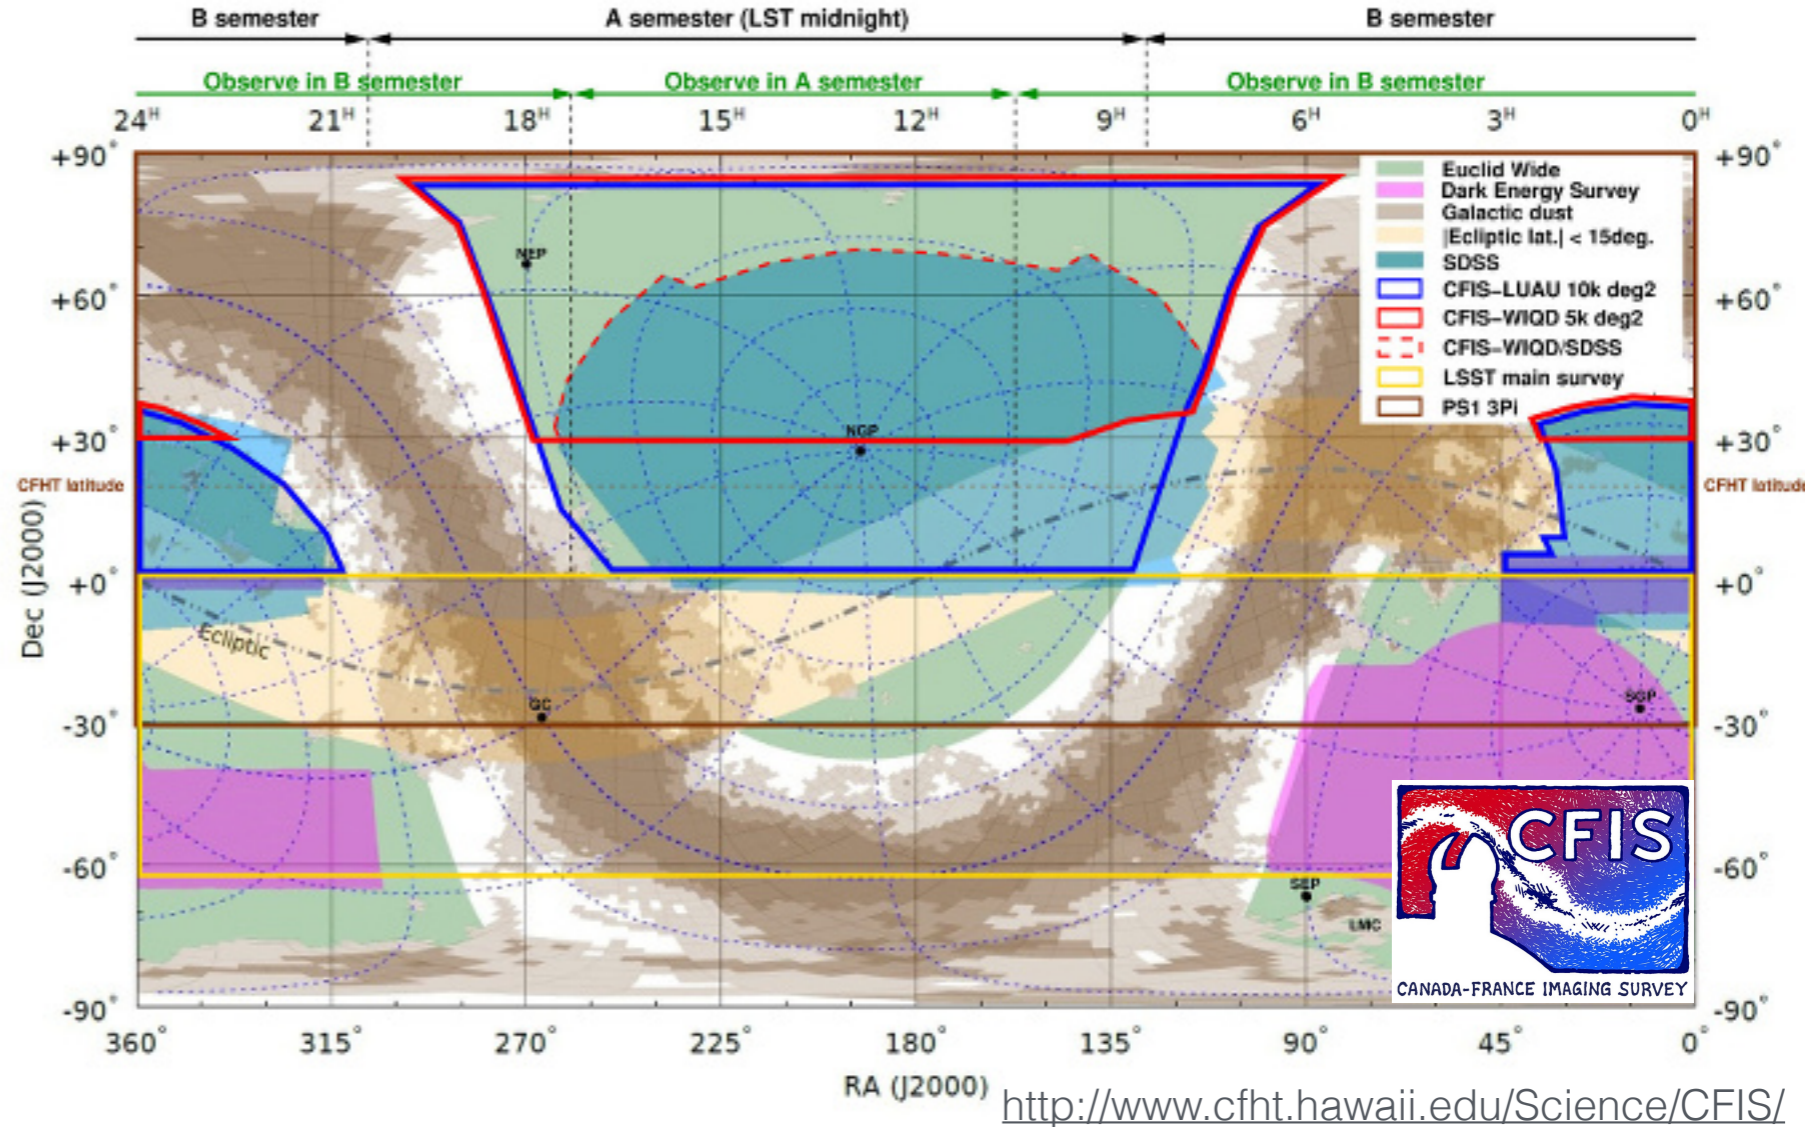 B semester A semester (LST midnight) B semester
Observe in B semester Observe in A semester Observe in B semester
24H 21H 18H 15H 12H 9H 6H 3H 0H
+90° +90°
Euclid Wide
Dark Energy Survey
Galactic dust
|Ecliptic lat.| < 15deg.
SDSS
CFIS-LUAU 10k deg2
CFIS-WIQD 5k deg2
CFIS-WIQD/SDSS
LSST main survey
PS1 3Pi
NEP
+60° +60°
+30° NGP +30°
CFHT latitude CFHT latitude
Dec (J2000)
+0° +0°
Ecliptic
GC SGP
-30° -30°
-60° -60°
SEP
LMC
CFIS
CANADA-FRANCE IMAGING SURVEY
-90° -90°
360° 315° 270° 225° 180° 135° 90° 45° 0°
RA (J2000)
http://www.cfht.hawaii.edu/Science/CFIS/